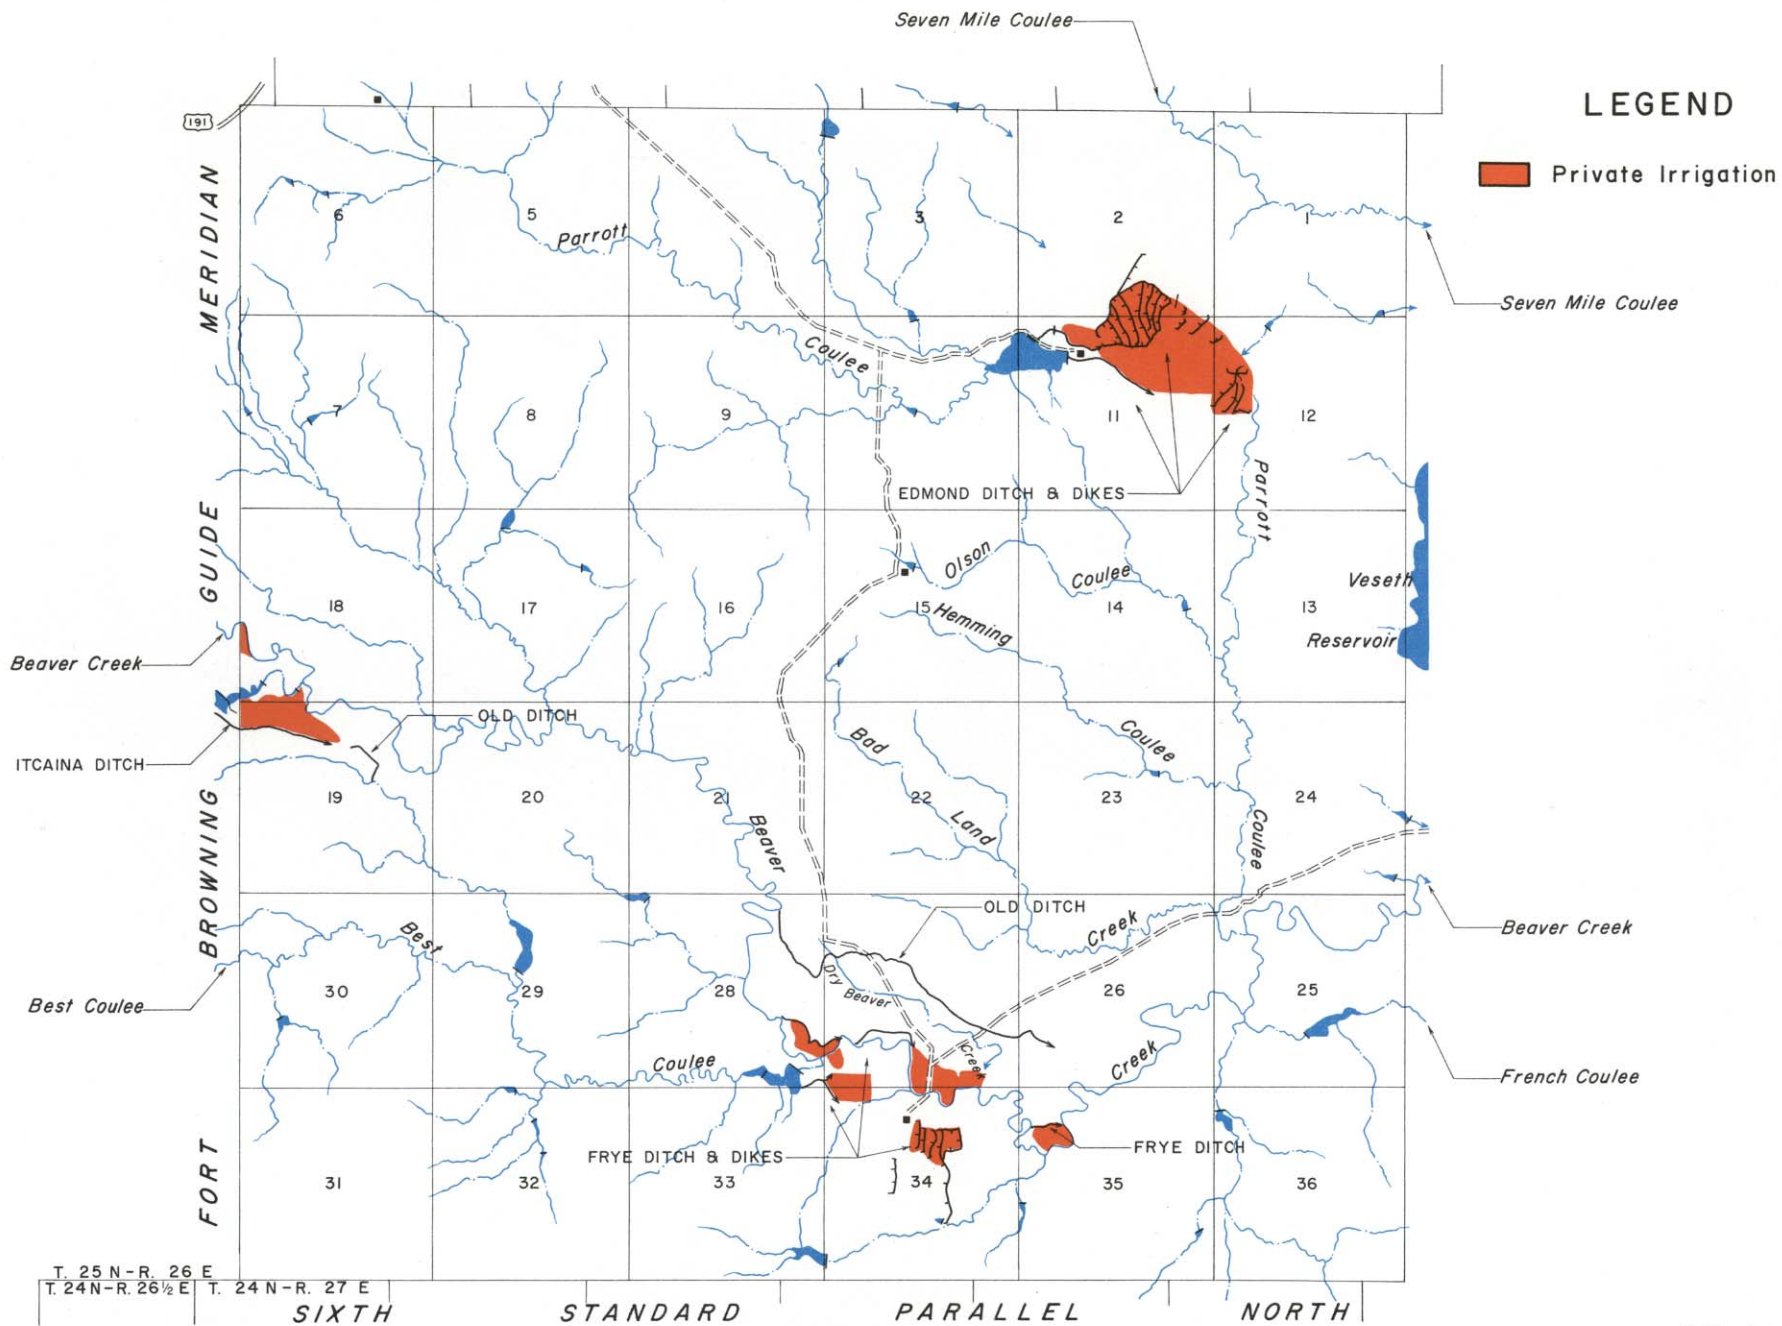 Seven Mile Coulee
LEGEND
191
Private Irrigation
MERIDIAN
6
5
3
2
1
Parrott
Seven Mile Coulee
Coulee
7
8
9
11
12
Parrott
EDMOND DITCH & DIKES
GUIDE
Olson
Coulee
Veseth
18
17
16
15
14
13
Hemming
Reservoir
Beaver Creek
OLD DITCH
Bad
Coulee
ITCAINA DITCH
19
20
21
22
23
24
Beaver
Land
Coulee
BROWNING
OLD DITCH
Best
Creek
Beaver Creek
Dry Beaver
Creek
30
29
28
26
25
Best Coulee
Coulee
Creek
French Coulee
FRYE DITCH & DIKES
FRYE DITCH
31
32
33
34
35
36
FORT
T. 25 N-R. 26 E
T. 24 N-R. 26½ E
T. 24 N-R. 27 E
SIXTH STANDARD PARALLEL NORTH